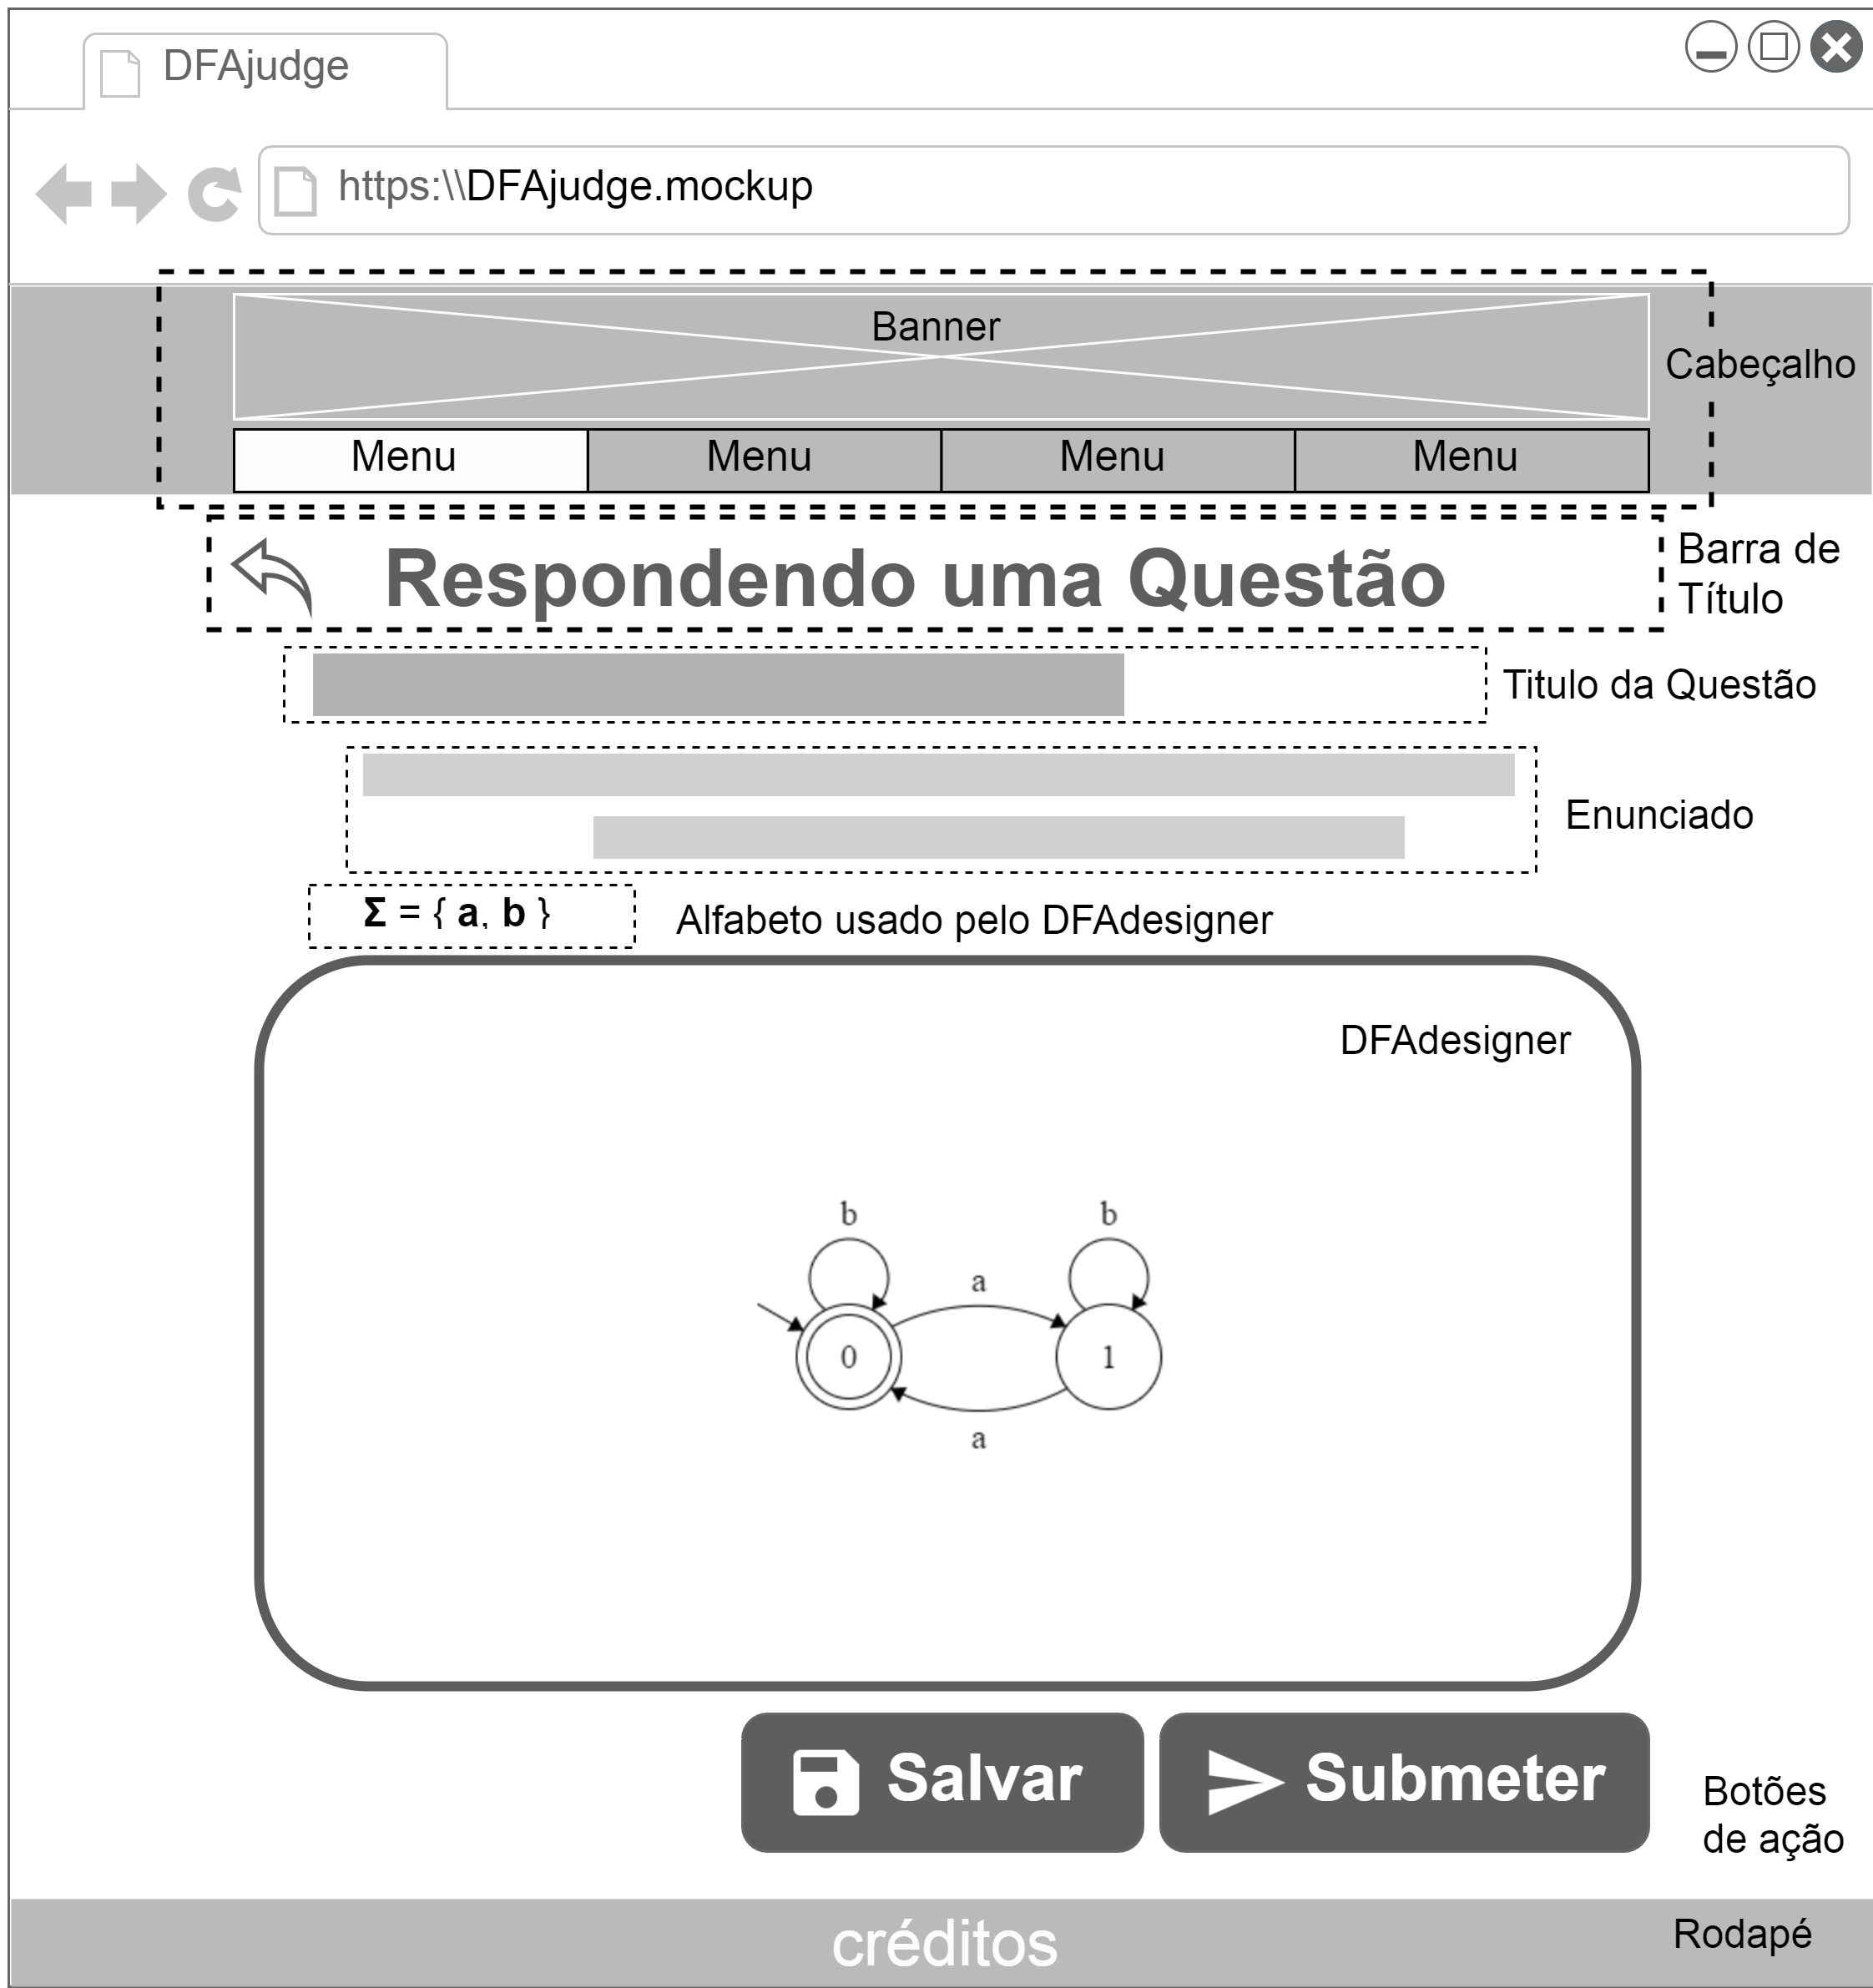 DFAjudge
https:\\DFAjudge.mockup
Banner
Cabeçalho
Menu Menu Menu Menu
Respondendo uma Questão
Barra de
Título
Titulo da Questão
Enunciado
Σ = { a, b }
Alfabeto usado pelo DFAdesigner
DFAdesigner
b b
a
0 1
a
Salvar Submeter
Botões
de ação
créditos
Rodapé